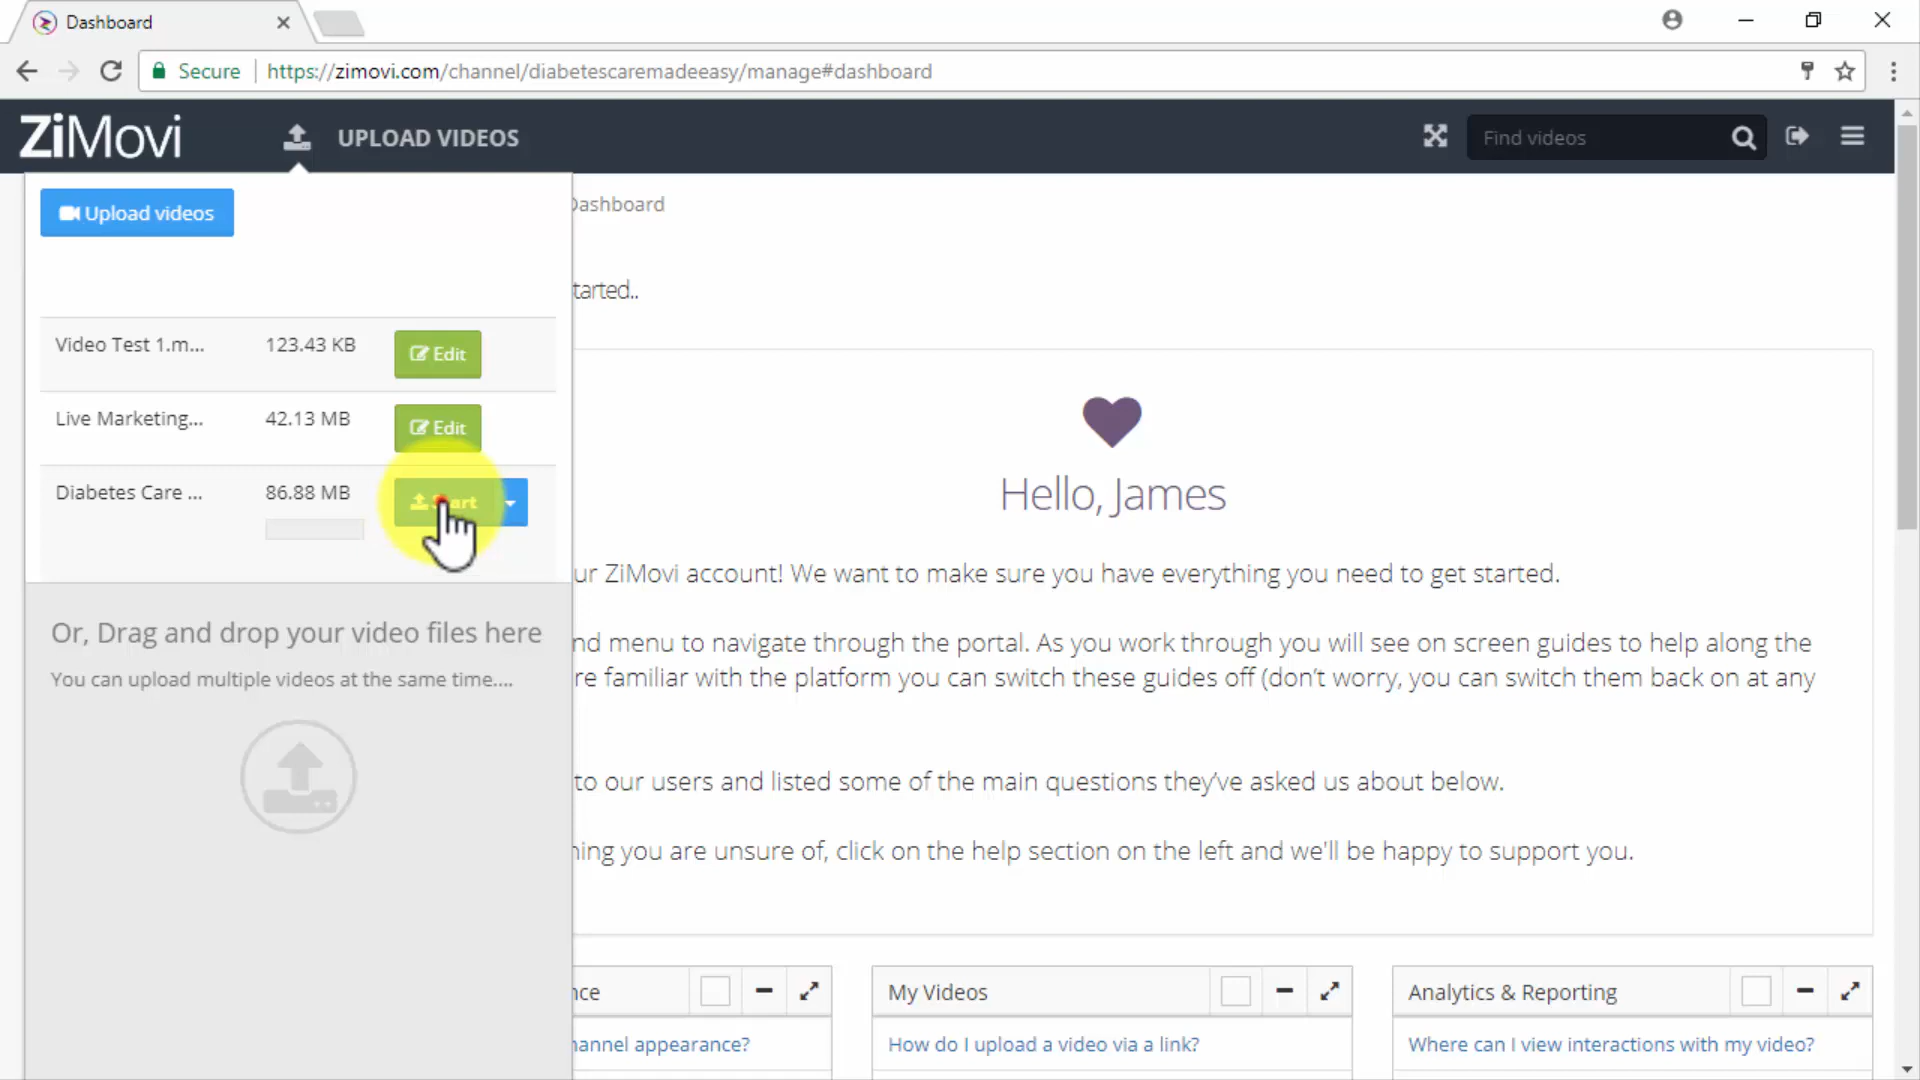 Dashboard
Secure
https://zimovi.com/channel/diabetescaremadeeasy/manage#dashboard
ZiMovi
UPLOAD VIDEOS
Find videos
Upload videos
Dashboard
tarted..
Video Test 1.m...
123.43 KB
Edit
Live Marketing...
42.13 MB
Edit
Diabetes Care ...
86.88 MB
Start
Hello, James
ur ZiMovi account! We want to make sure you have everything you need to get started.
Or, Drag and drop your video files here
nd menu to navigate through the portal. As you work through you will see on screen guides to help along the
You can upload multiple videos at the same time....
re familiar with the platform you can switch these guides off (don't worry, you can switch them back on at any
to our users and listed some of the main questions they've asked us about below.
ning you are unsure of, click on the help section on the left and we'll be happy to support you.
nce
My Videos
Analytics & Reporting
hannel appearance?
How do I upload a video via a link?
Where can I view interactions with my video?